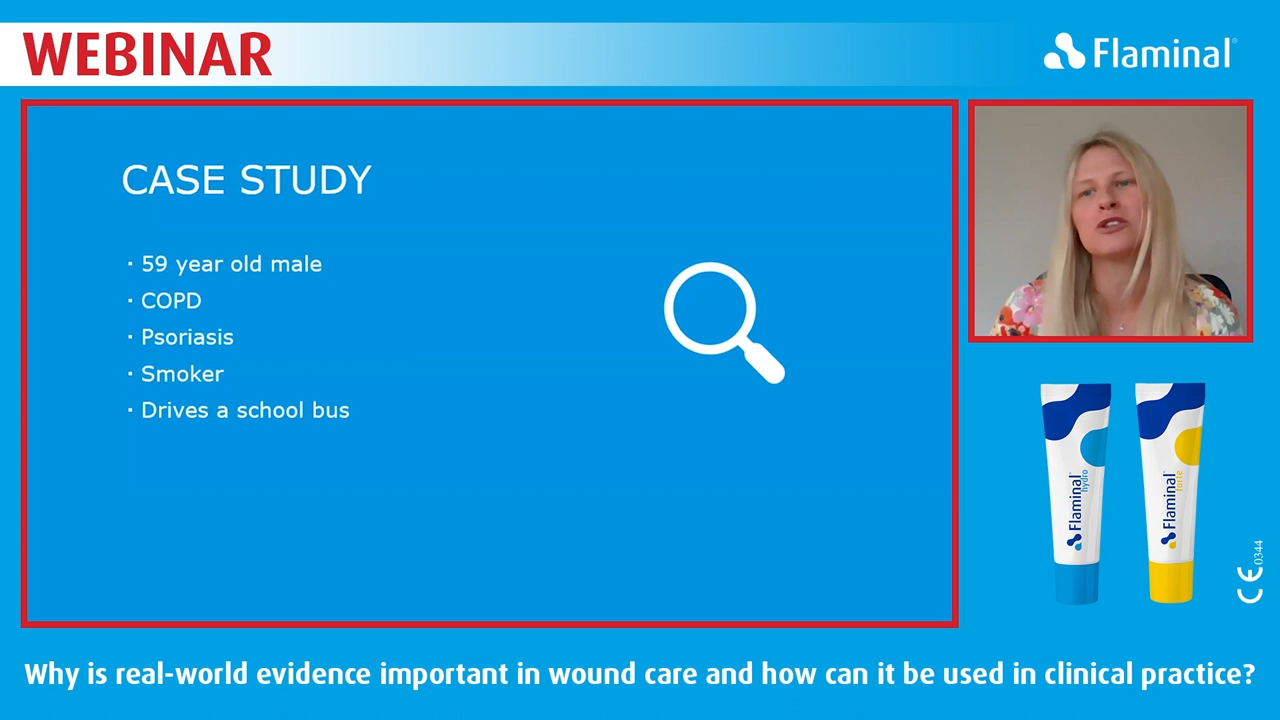 WEBINAR
Flaminal®
CASE STUDY
· 59 year old male
· COPD
· Psoriasis
· Smoker
· Drives a school bus
Flaminal®
hydro
Flaminal®
forte
CE 0344
Why is real-world evidence important in wound care and how can it be used in clinical practice?